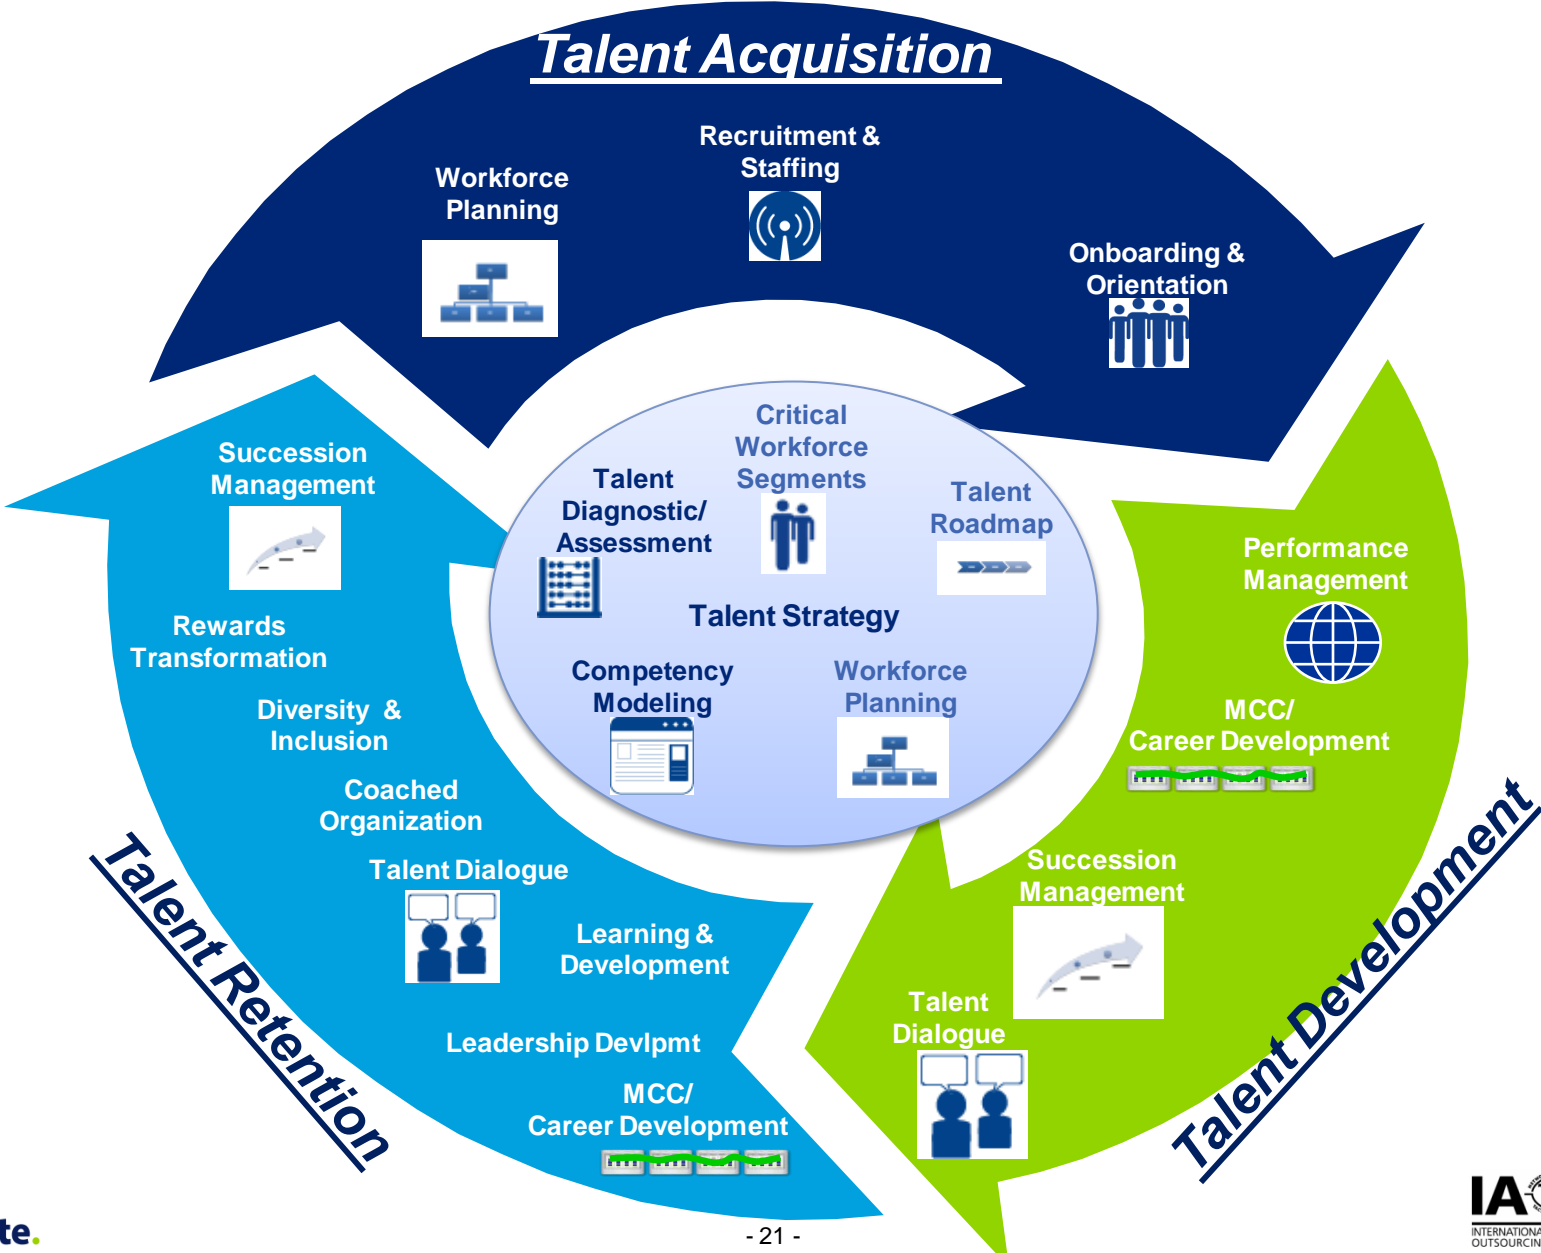 Talent Acquisition
Recruitment &
Staffing
Workforce
Planning
Onboarding &
Orientation
Critical
Workforce
Segments
Talent
Diagnostic/
Assessment
Talent
Roadmap
Talent Strategy
Competency
Modeling
Workforce
Planning
Performance
Management
MCC/
Career Development
Succession
Management
Talent
Dialogue
Talent Development
Succession
Management
Rewards
Transformation
Diversity &
Inclusion
Coached
Organization
Talent Dialogue
Learning &
Development
Leadership Devlpmt
MCC/
Career Development
Talent Retention
te.
- 21 -
IA
INTERNATIONA
OUTSOURCIN